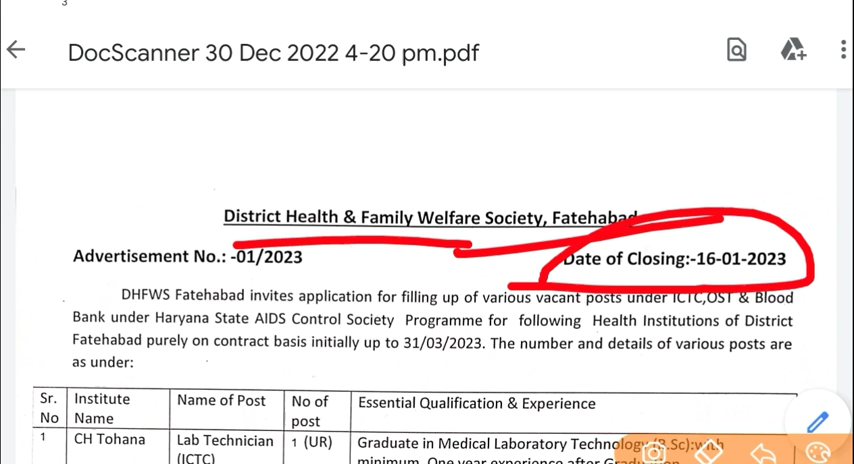 3
DocScanner 30 Dec 2022 4-20 pm.pdf
District Health & Family Welfare Society, Fatehabad
Advertisement No.: -01/2023 Date of Closing:-16-01-2023
DHFWS Fatehabad invites application for filling up of various vacant posts under ICTC,OST & Blood
Bank under Haryana State AIDS Control Society Programme for following Health Institutions of District
Fatehabad purely on contract basis initially up to 31/03/2023. The number and details of various posts are
as under:
Sr. Institute Name of Post No of Essential Qualification & Experience
No Name post
1 CH Tohana Lab Technician 1 (UR) Graduate in Medical Laboratory Technology (B.Sc):with
(ICTC) minimum One year experience after